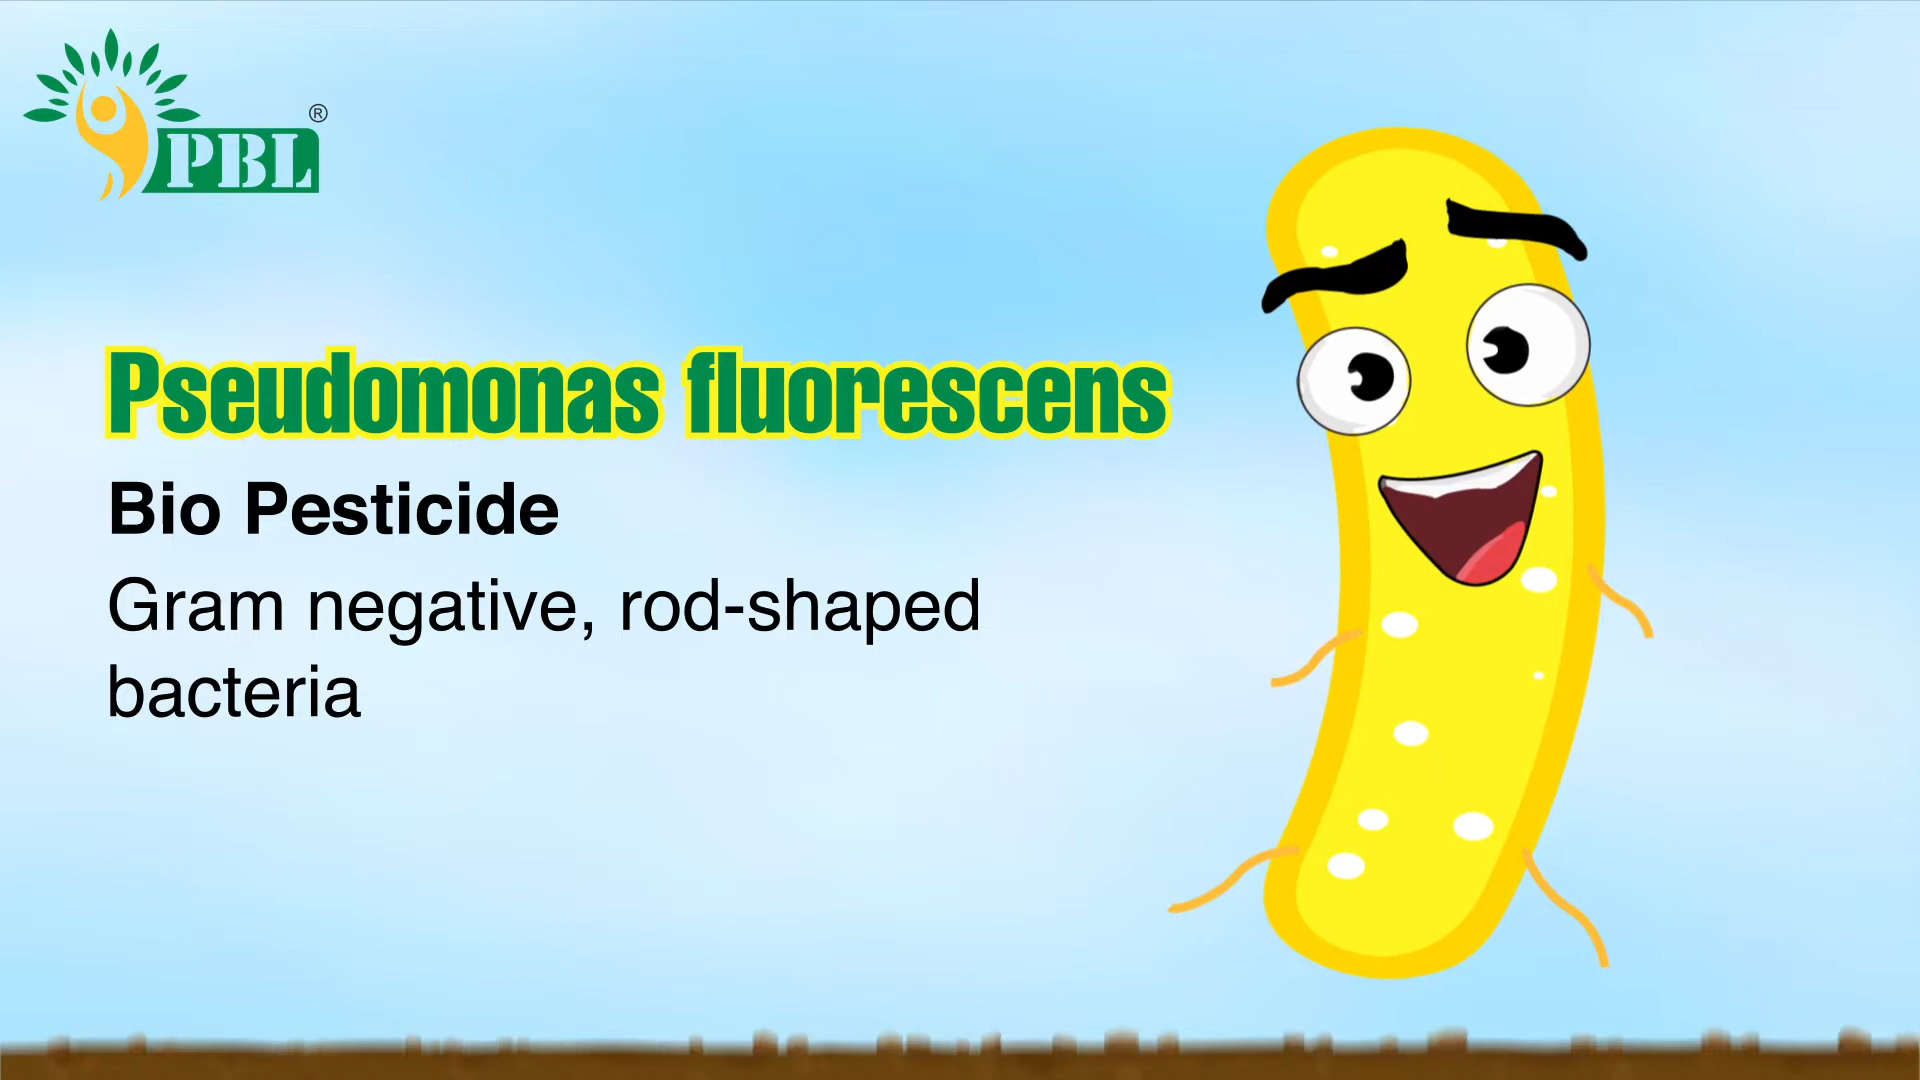 PBL®
Pseudomonas fluorescens
Bio Pesticide
Gram negative, rod-shaped
bacteria